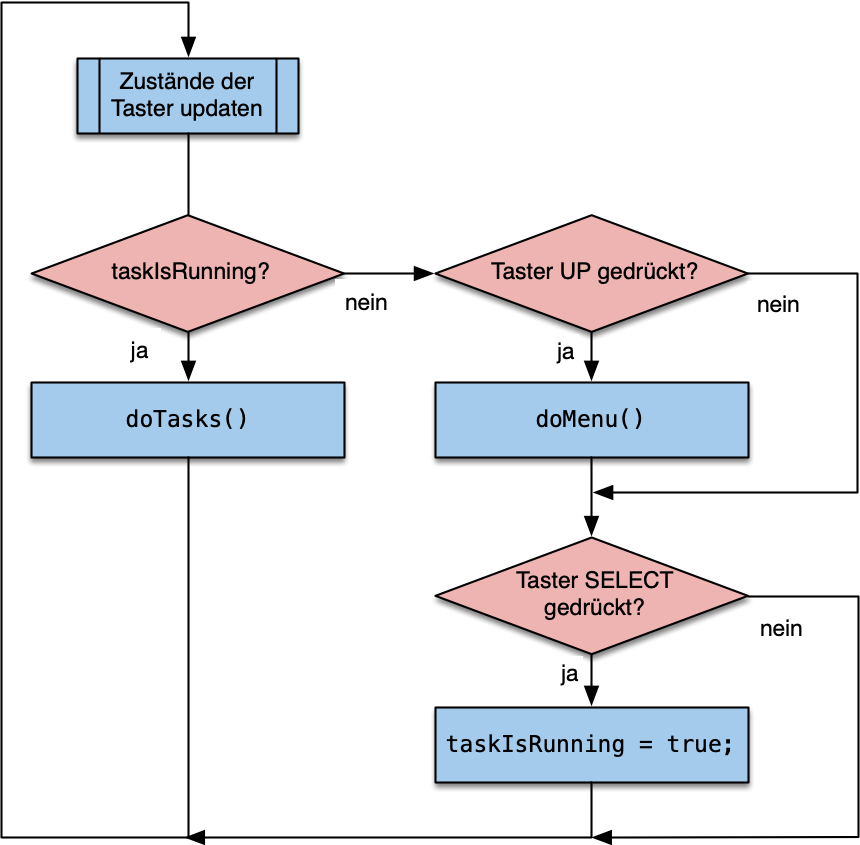 Zustände der
Taster updaten
taskIsRunning?
nein
ja
doTasks()
Taster UP gedrückt?
nein
ja
doMenu()
Taster SELECT
gedrückt?
nein
ja
taskIsRunning = true;